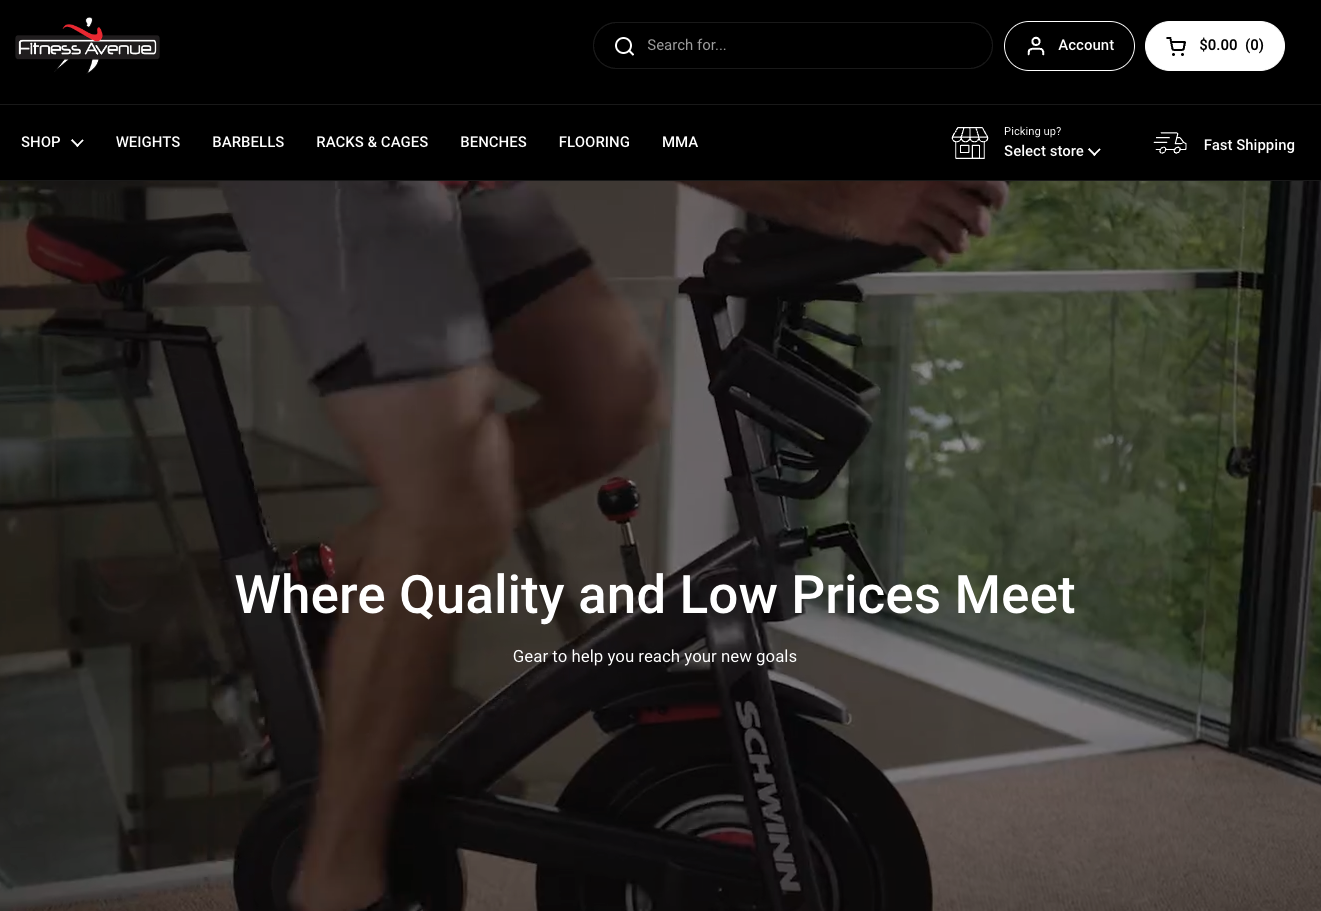 Fitness Avenue
Search for...
Account
$0.00 (0)
SHOP
WEIGHTS
BARBELLS
RACKS & CAGES
BENCHES
FLOORING
MMA
Picking up?
Select store
Fast Shipping
Where Quality and Low Prices Meet
Gear to help you reach your new goals
SCHWINN